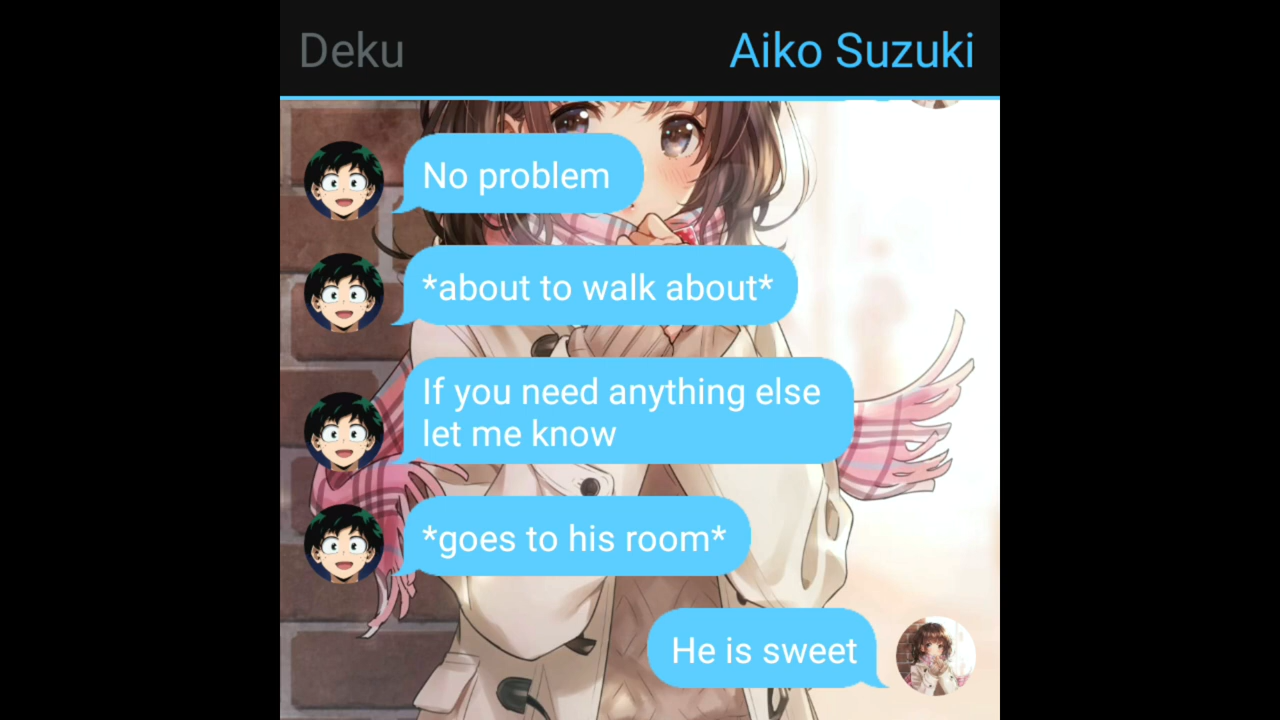 Deku
Aiko Suzuki
No problem
*about to walk about*
If you need anything else
let me know
*goes to his room*
He is sweet